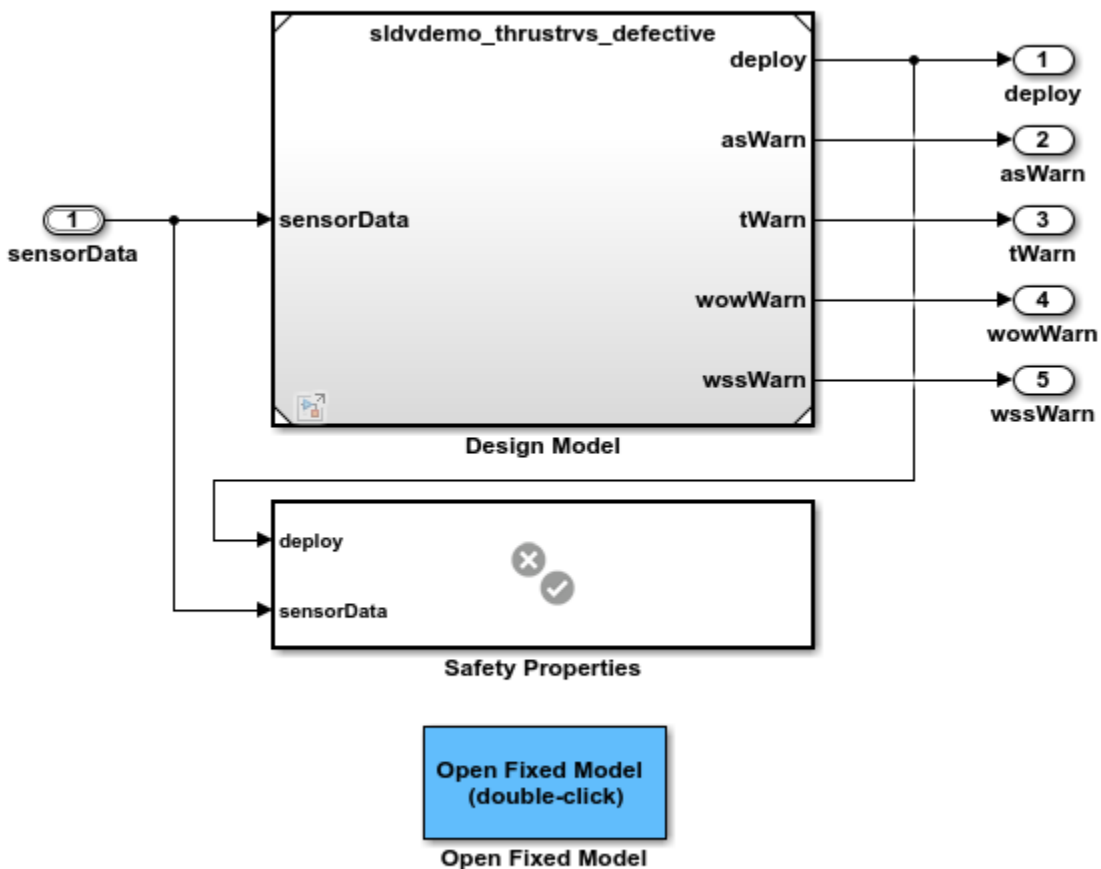 sldvdemo_thrustrvs_defective
deploy
1
deploy
asWarn
2
asWarn
1
sensorData
sensorData
tWarn
3
tWarn
wowWarn
4
wowWarn
wssWarn
5
wssWarn
Design Model
deploy
sensorData
Safety Properties
Open Fixed Model
(double-click)
Open Fixed Model